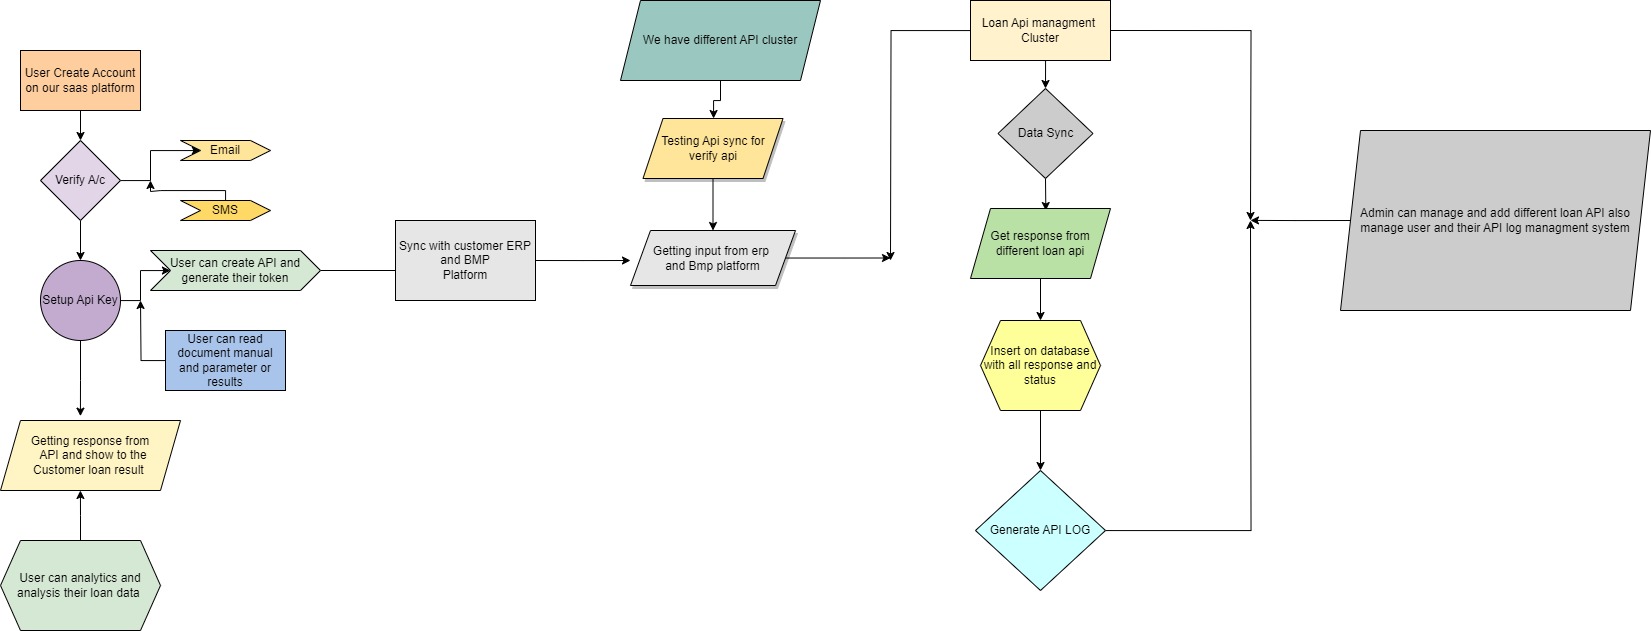 User Create Account
on our saas platform
Verify A/c
Email
SMS
Setup Api Key
User can create API and
generate their token
User can read
document manual
and parameter or
results
Getting response from
API and show to the
Customer loan result
User can analytics and
analysis their loan data
Sync with customer ERP
and BMP
Platform
We have different API cluster
Testing Api sync for
verify api
Getting input from erp
and Bmp platform
Loan Api managment
Cluster
Data Sync
Get response from
different loan api
Insert on database
with all response and
status
Generate API LOG
Admin can manage and add different loan API also
manage user and their API log managment system